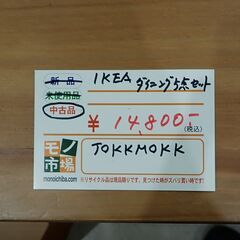 新品 IKEA ダイニング5点セット
未使用品
中古品
¥14,800-(税込)
モノ市場 JOKKMOKK
monoichiba.com
※リサイクル品は現品限りです。見つけた時がズバリ買い時です!